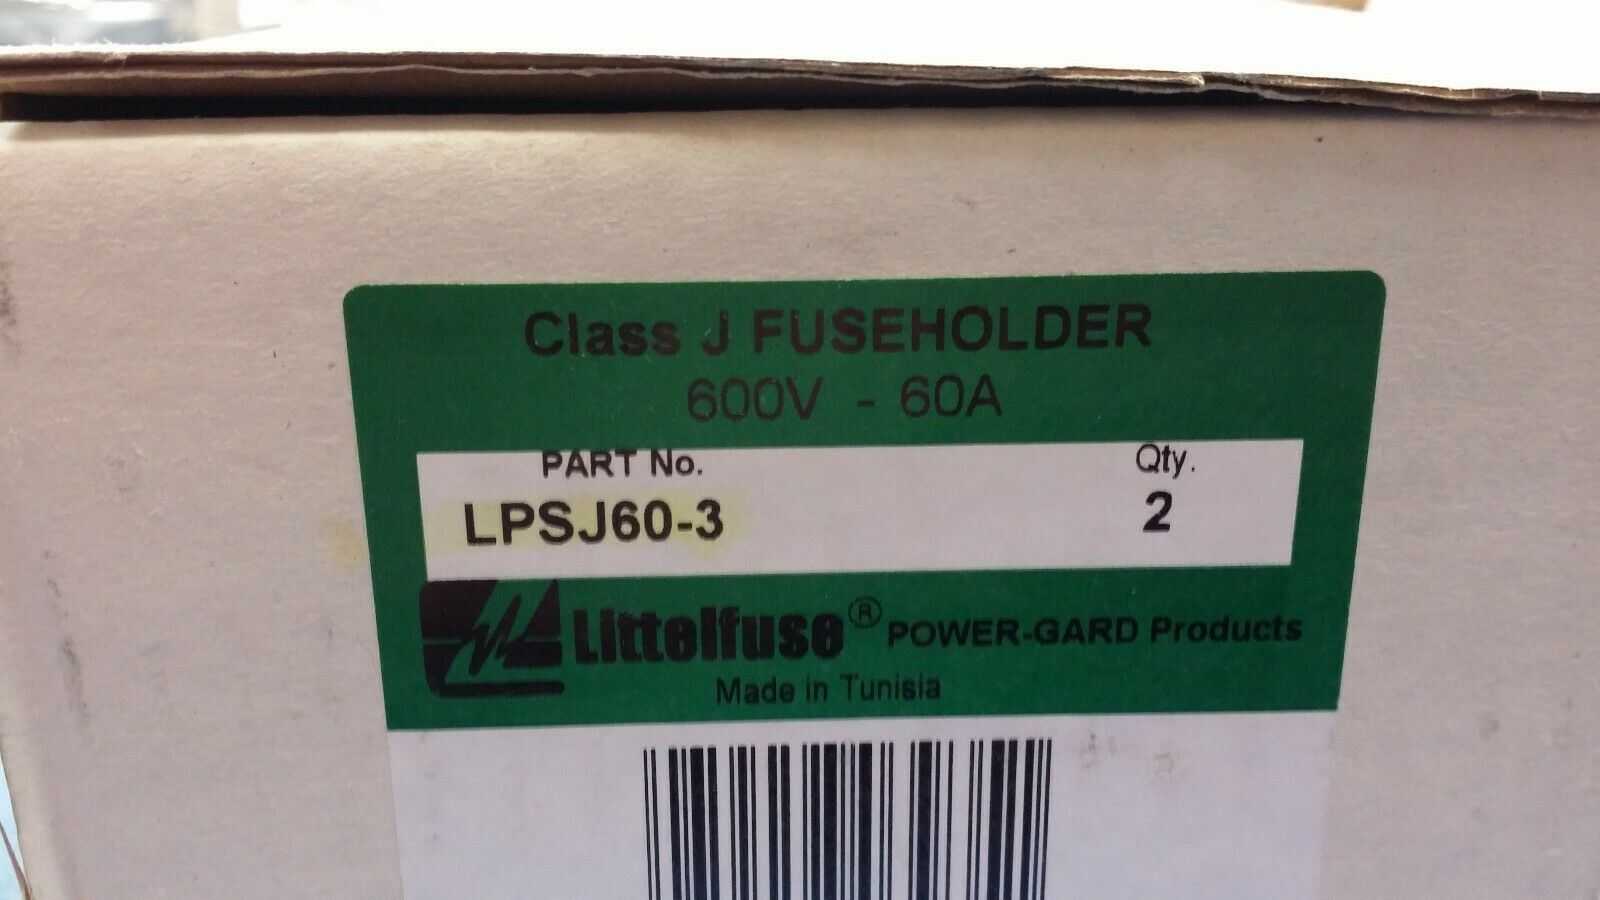 Class J FUSEHOLDER
600V - 60A
PART No. Qty.
LPSJ60-3 2
Littelfuse® POWER-GARD Products
Made in Tunisia